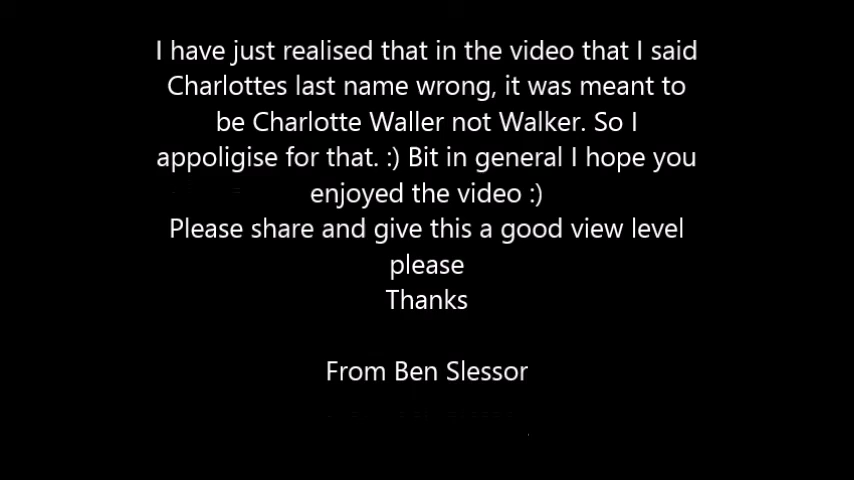 I have just realised that in the video that I said
Charlottes last name wrong, it was meant to
be Charlotte Waller not Walker. So I
appoligise for that. :) Bit in general I hope you
enjoyed the video :)
Please share and give this a good view level
please
Thanks
From Ben Slessor